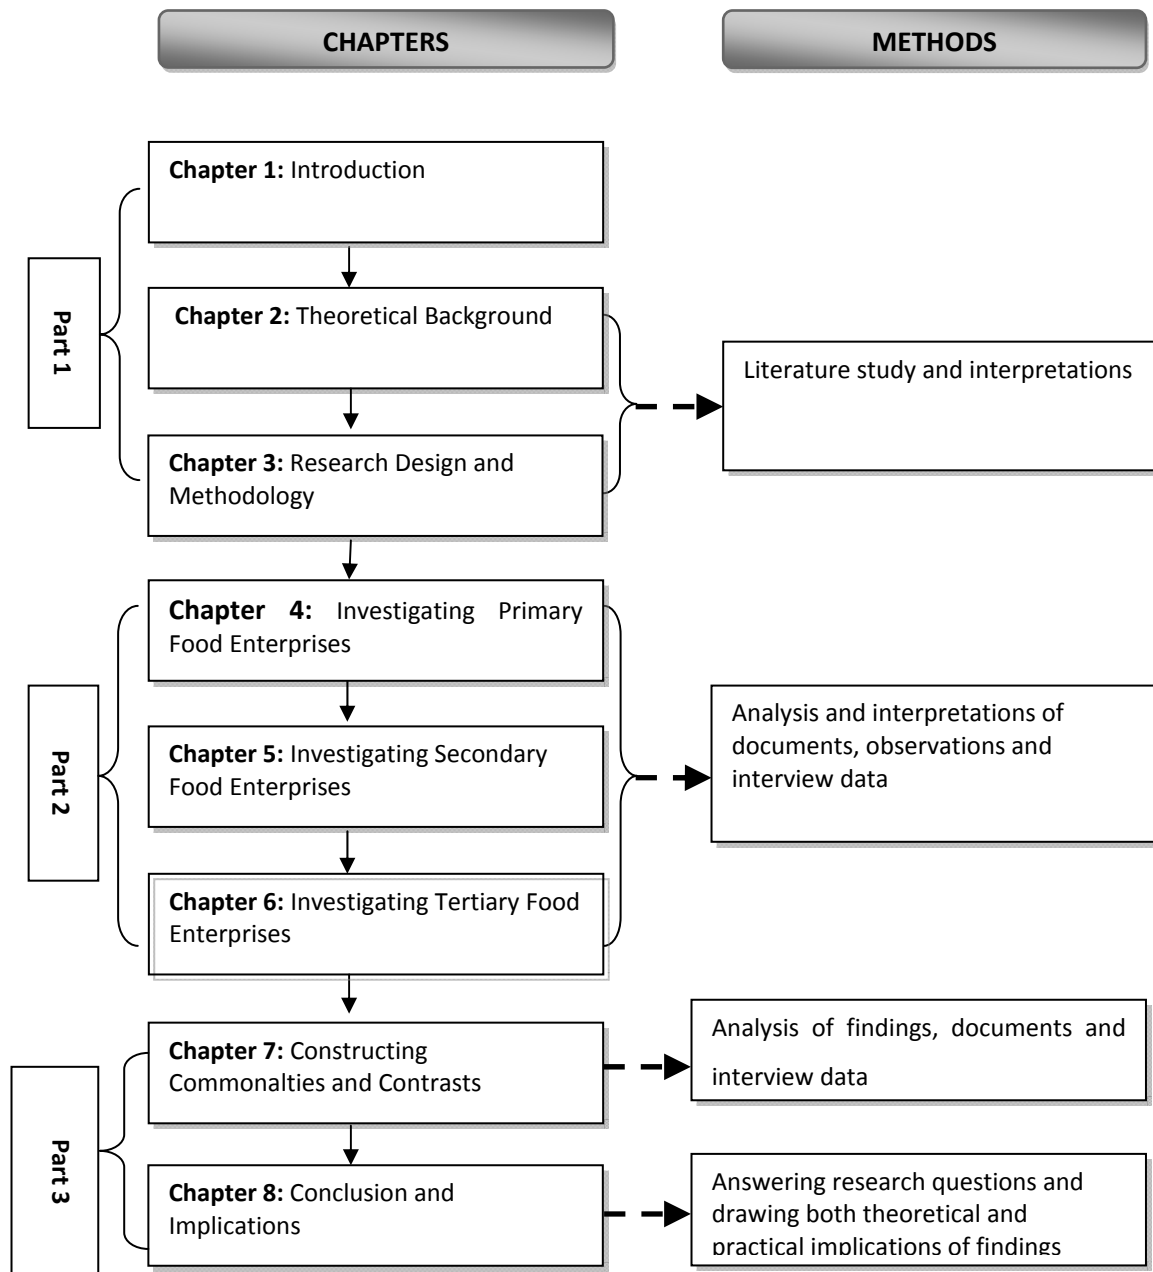 CHAPTERS
METHODS
Chapter 1: Introduction
Chapter 2: Theoretical Background
Chapter 3: Research Design and
Methodology
Part 1
Literature study and interpretations
Chapter 4: Investigating Primary
Food Enterprises
Chapter 5: Investigating Secondary
Food Enterprises
Chapter 6: Investigating Tertiary Food
Enterprises
Part 2
Analysis and interpretations of
documents, observations and
interview data
Chapter 7: Constructing
Commonalties and Contrasts
Analysis of findings, documents and
interview data
Part 3
Chapter 8: Conclusion and
Implications
Answering research questions and
drawing both theoretical and
practical implications of findings